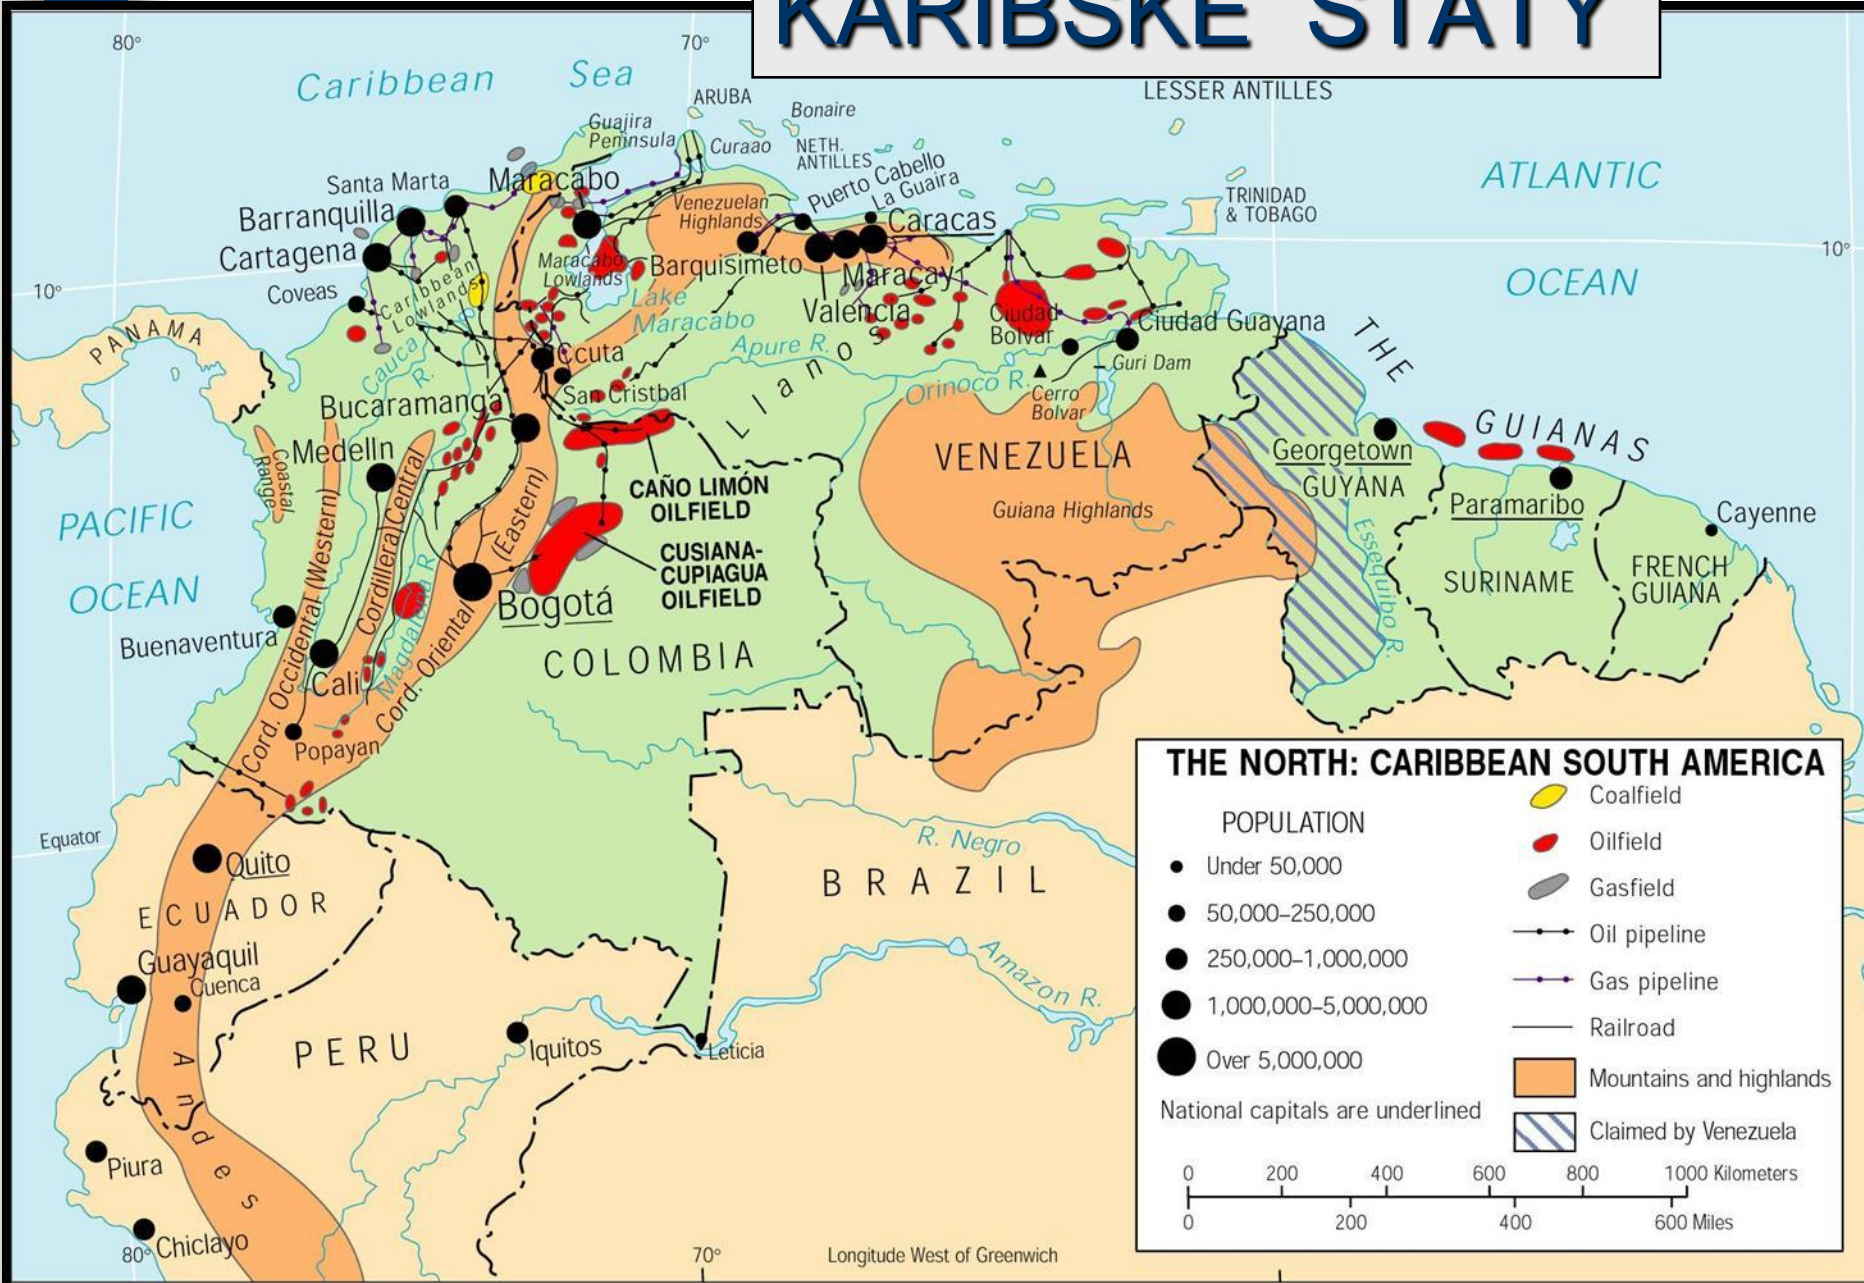 KARIBSKÉ STÁTY
80°
70°
Caribbean Sea
LESSER ANTILLES
ARUBA
Bonaire
Guajira
Peninsula
Curaao
NETH.
ANTILLES
Puerto Cabello
La Guaira
ATLANTIC
OCEAN
TRINIDAD
& TOBAGO
Santa Marta
Maracabo
Barranquilla
Cartagena
Venezuelan
Highlands
Caracas
10°
Coveas
10°
Caribbean
Lowlands
Maracabo
Lowlands
Barquisimeto
Maracay
Valencia
Lake
Maracabo
PANAMA
Cauca
R.
Ccuta
San Cristbal
Apure R.
Llanos
Orinoco R.
Ciudad
Bolvar
Ciudad Guayana
Guri Dam
Cerro
Bolvar
THE
GUIANAS
Bucaramanga
Medelln
Coastal
Range
VENEZUELA
Guiana Highlands
Georgetown
GUYANA
Essequibo R.
Paramaribo
SURINAME
Cayenne
FRENCH
GUIANA
PACIFIC
OCEAN
CAÑO LIMÓN
OILFIELD
CUSIANA-
CUPIAGUA
OILFIELD
Cord. Occidental (Western)
Cordillera Central
Cord. Oriental (Eastern)
Magdalena R.
Bogotá
COLOMBIA
Buenaventura
Cali
Popayan
Equator
Quito
ECUADOR
Guayaquil
Cuenca
R. Negro
BRAZIL
Amazon R.
PERU
Iquitos
Leticia
Andes
Piura
Chiclayo
80°
70°
Longitude West of Greenwich
THE NORTH: CARIBBEAN SOUTH AMERICA
POPULATION
Under 50,000
50,000–250,000
250,000–1,000,000
1,000,000–5,000,000
Over 5,000,000
National capitals are underlined
Coalfield
Oilfield
Gasfield
Oil pipeline
Gas pipeline
Railroad
Mountains and highlands
Claimed by Venezuela
0 200 400 600 800 1000 Kilometers
0 200 400 600 Miles